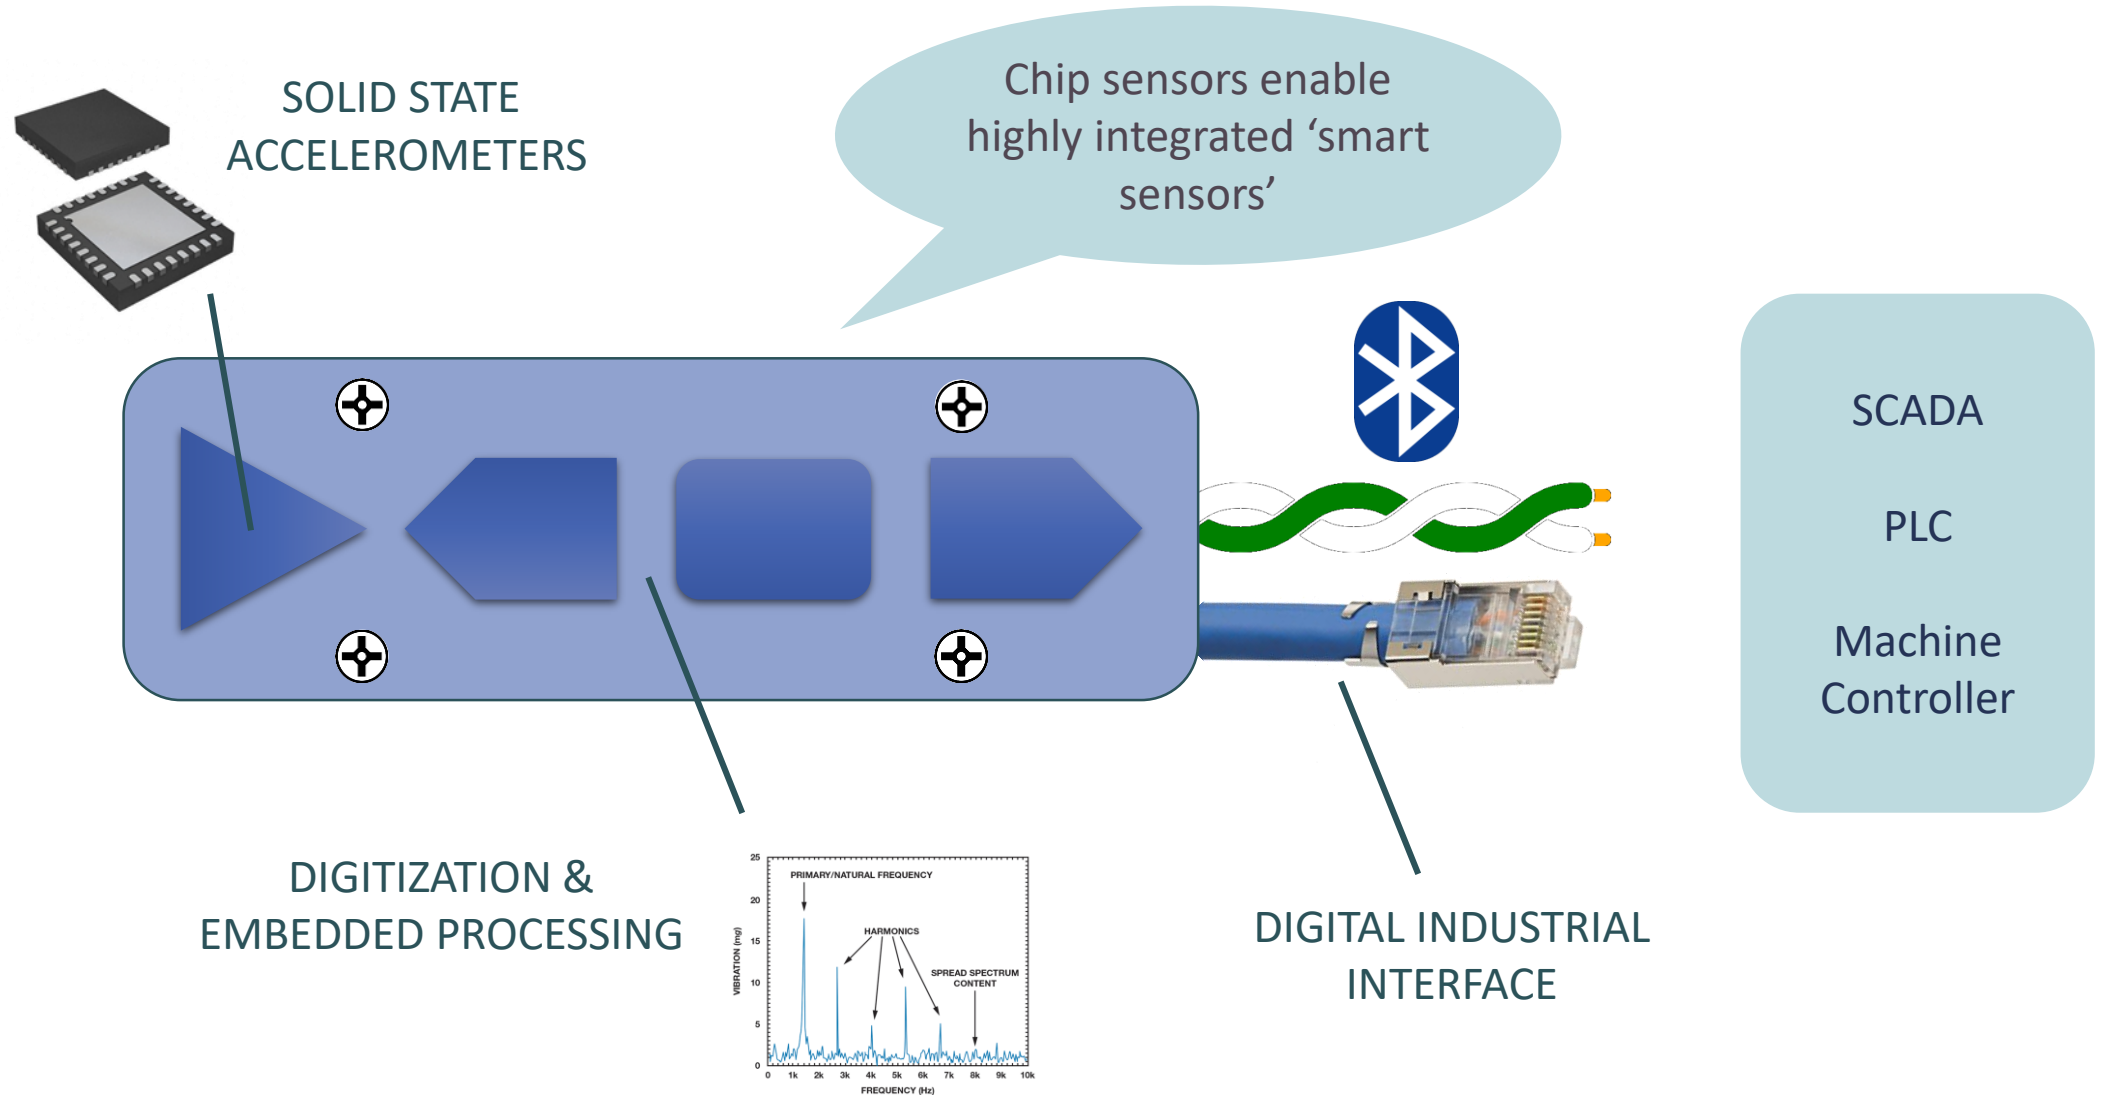 SOLID STATE
ACCELEROMETERS
Chip sensors enable
highly integrated ‘smart
sensors’
SCADA
PLC
Machine
Controller
DIGITIZATION &
EMBEDDED PROCESSING
25
20
15
10
5
0
VIBRATION (mg)
PRIMARY/NATURAL FREQUENCY
HARMONICS
SPREAD SPECTRUM
CONTENT
0 1k 2k 3k 4k 5k 6k 7k 8k 9k 10k
FREQUENCY (Hz)
DIGITAL INDUSTRIAL
INTERFACE